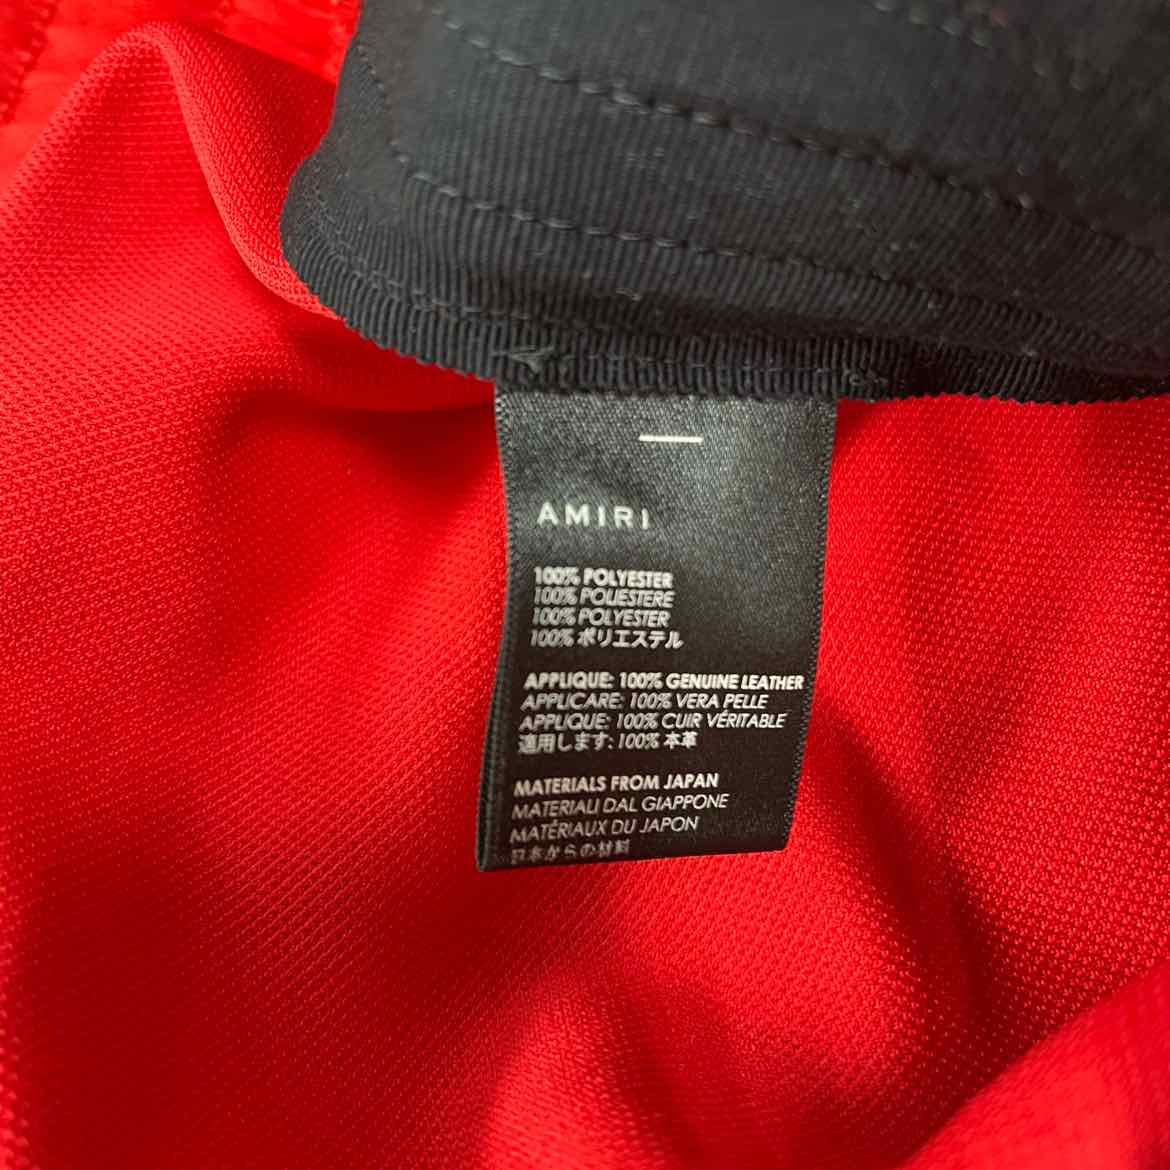 AMIRI
100% POLYESTER
100% POLIESTERE
100% POLYESTER
100% ポリエステル
APPLIQUE: 100% GENUINE LEATHER
APPLICARE: 100% VERA PELLE
APPLIQUE: 100% CUIR VÉRITABLE
適用します: 100% 本革
MATERIALS FROM JAPAN
MATERIALI DAL GIAPPONE
MATÉRIAUX DU JAPON
日本からの材料